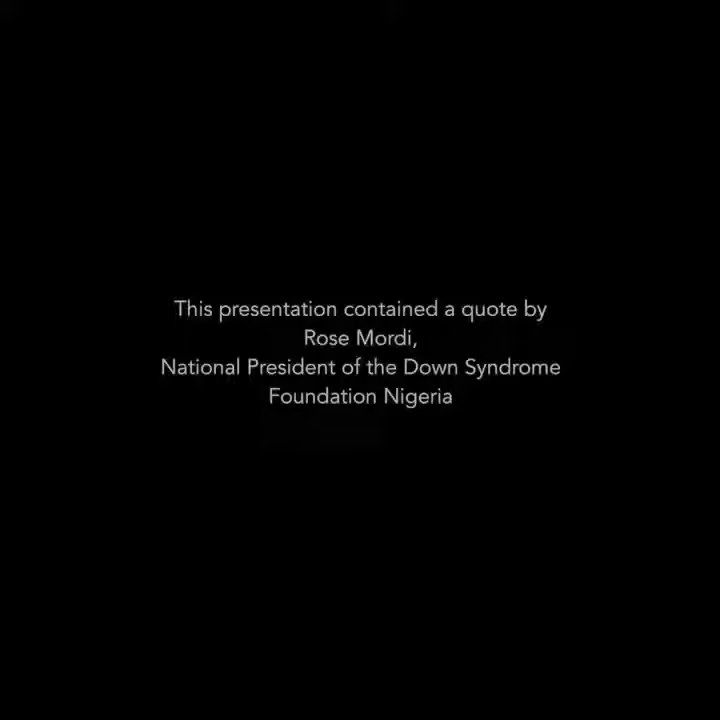 This presentation contained a quote by
Rose Mordi,
National President of the Down Syndrome
Foundation Nigeria